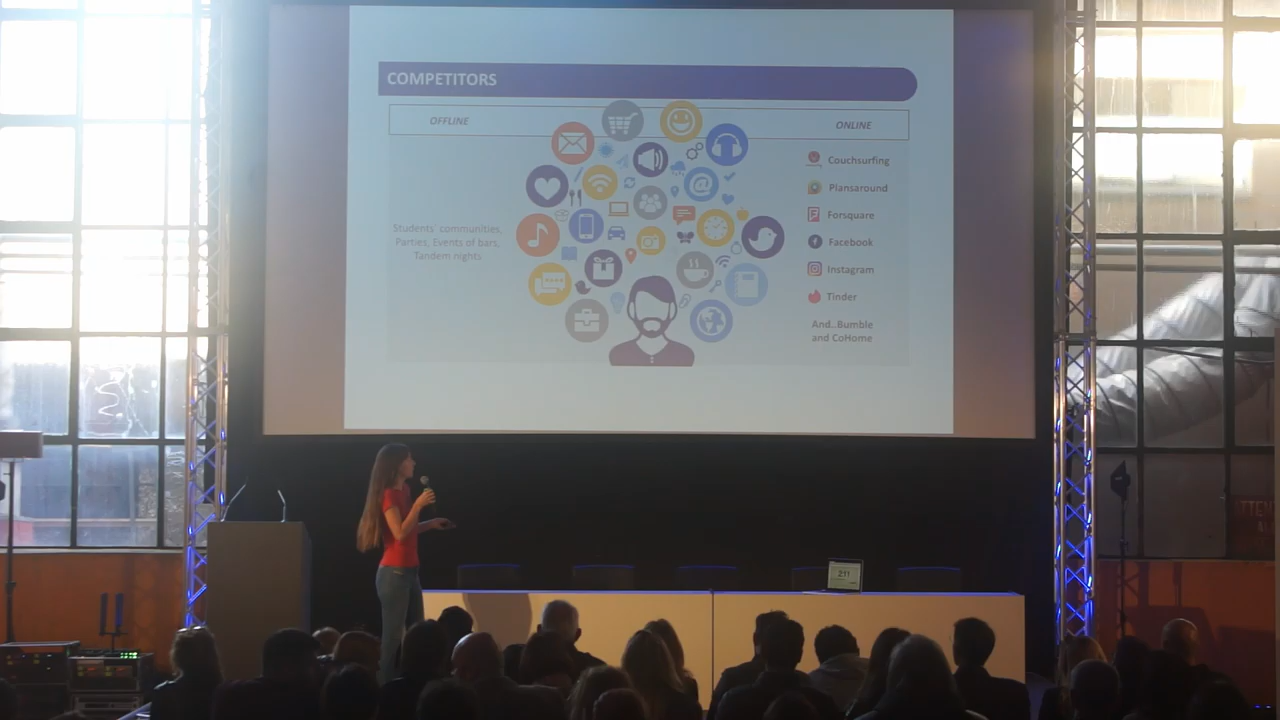 COMPETITORS
OFFLINE
ONLINE
Students' communities,
Parties, Events of bars,
Tandem nights
Couchsurfing
Plansaround
Forsquare
Facebook
Instagram
Tinder
And..Bumble
and CoHome